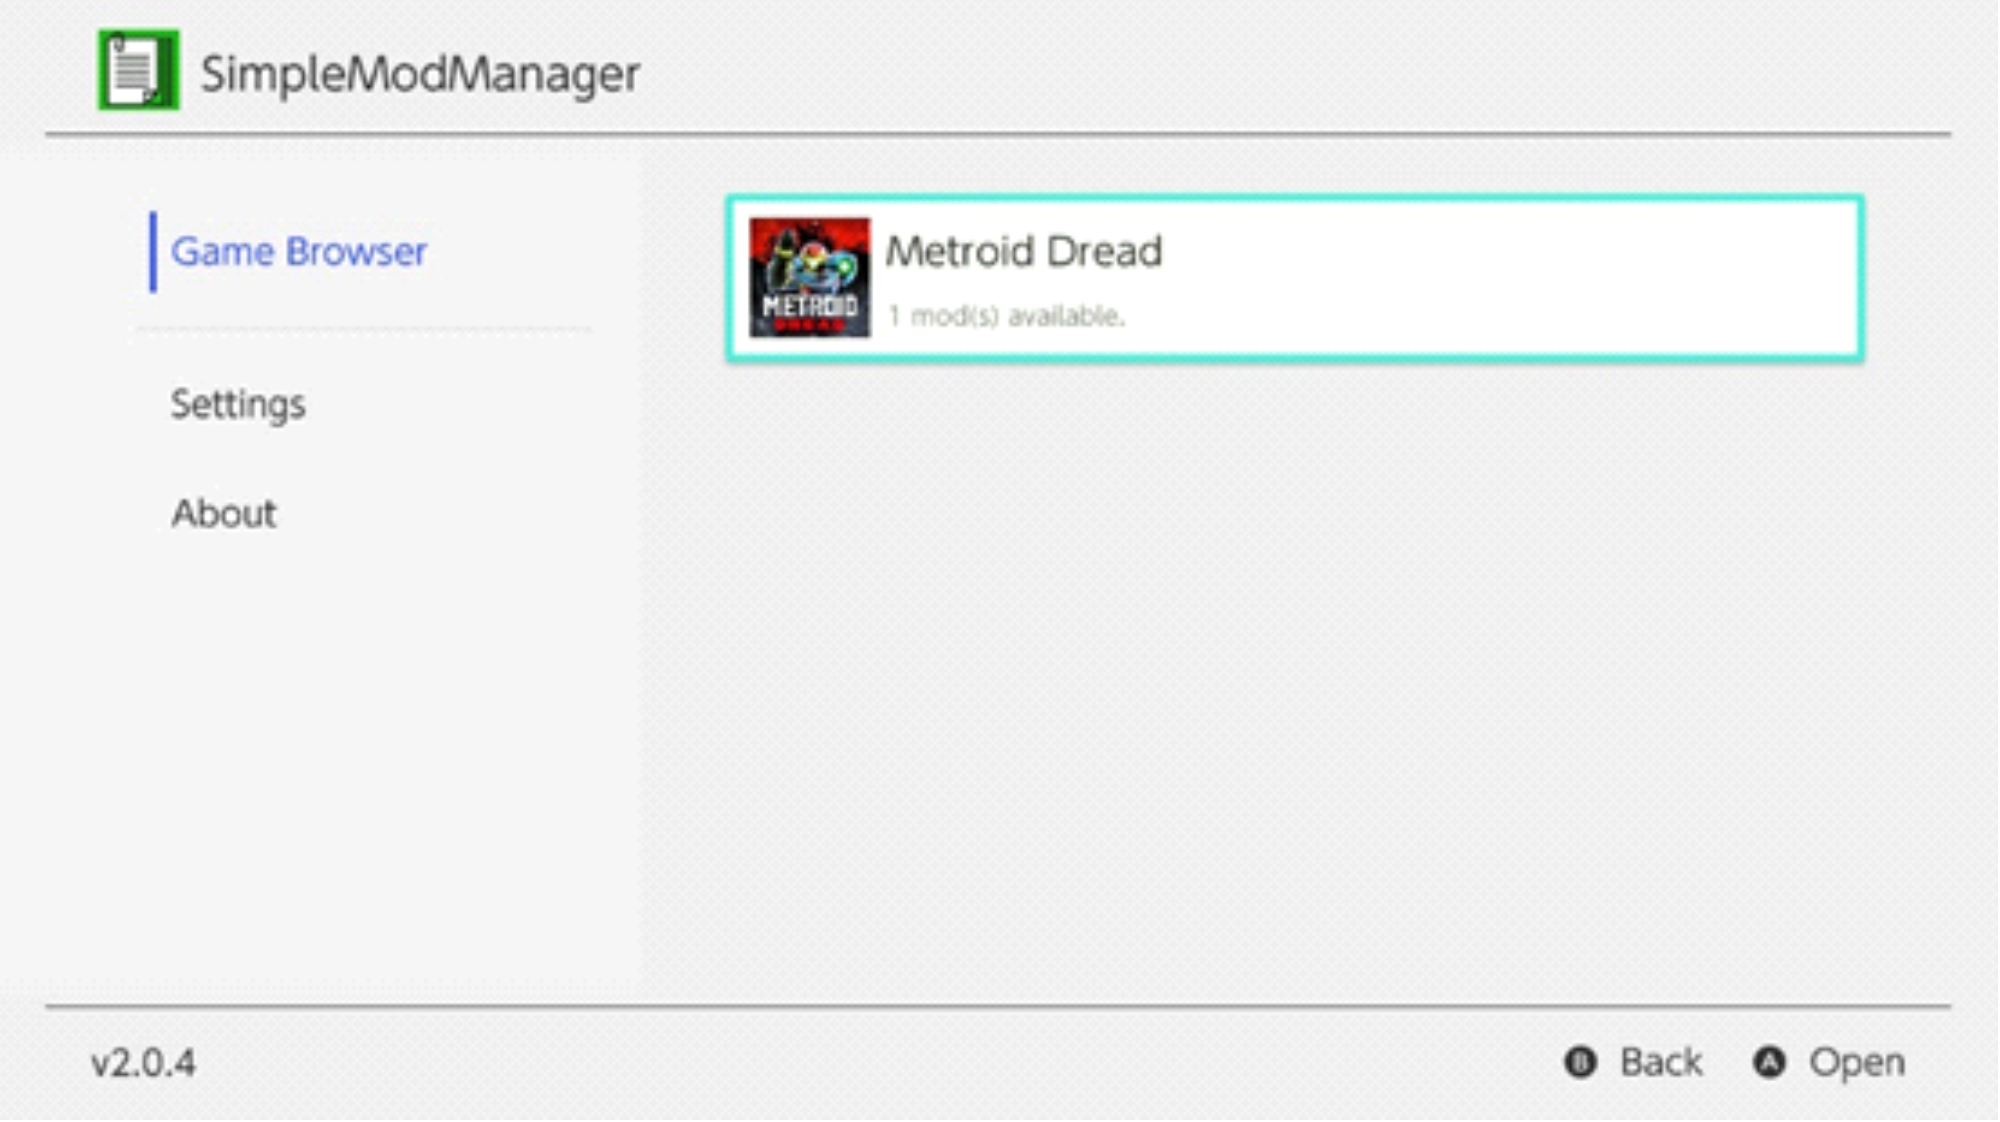 SimpleModManager
Game Browser
Settings
About
METROID
DREAD
Metroid Dread
1 mod(s) available.
v2.0.4
B Back A Open